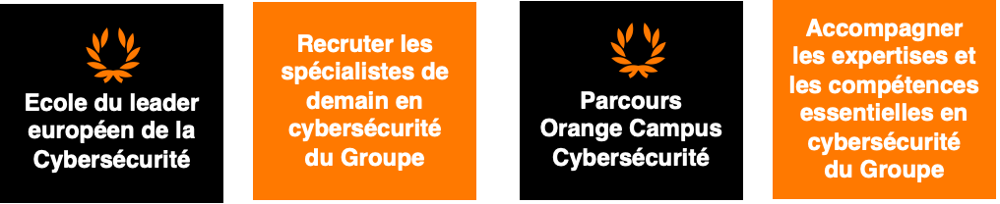 Ecole du leader
européen de la
Cybersécurité
Recruter les
spécialistes de
demain en
cybersécurité
du Groupe
Parcours
Orange Campus
Cybersécurité
Accompagner
les expertises et
les compétences
essentielles en
cybersécurité
du Groupe